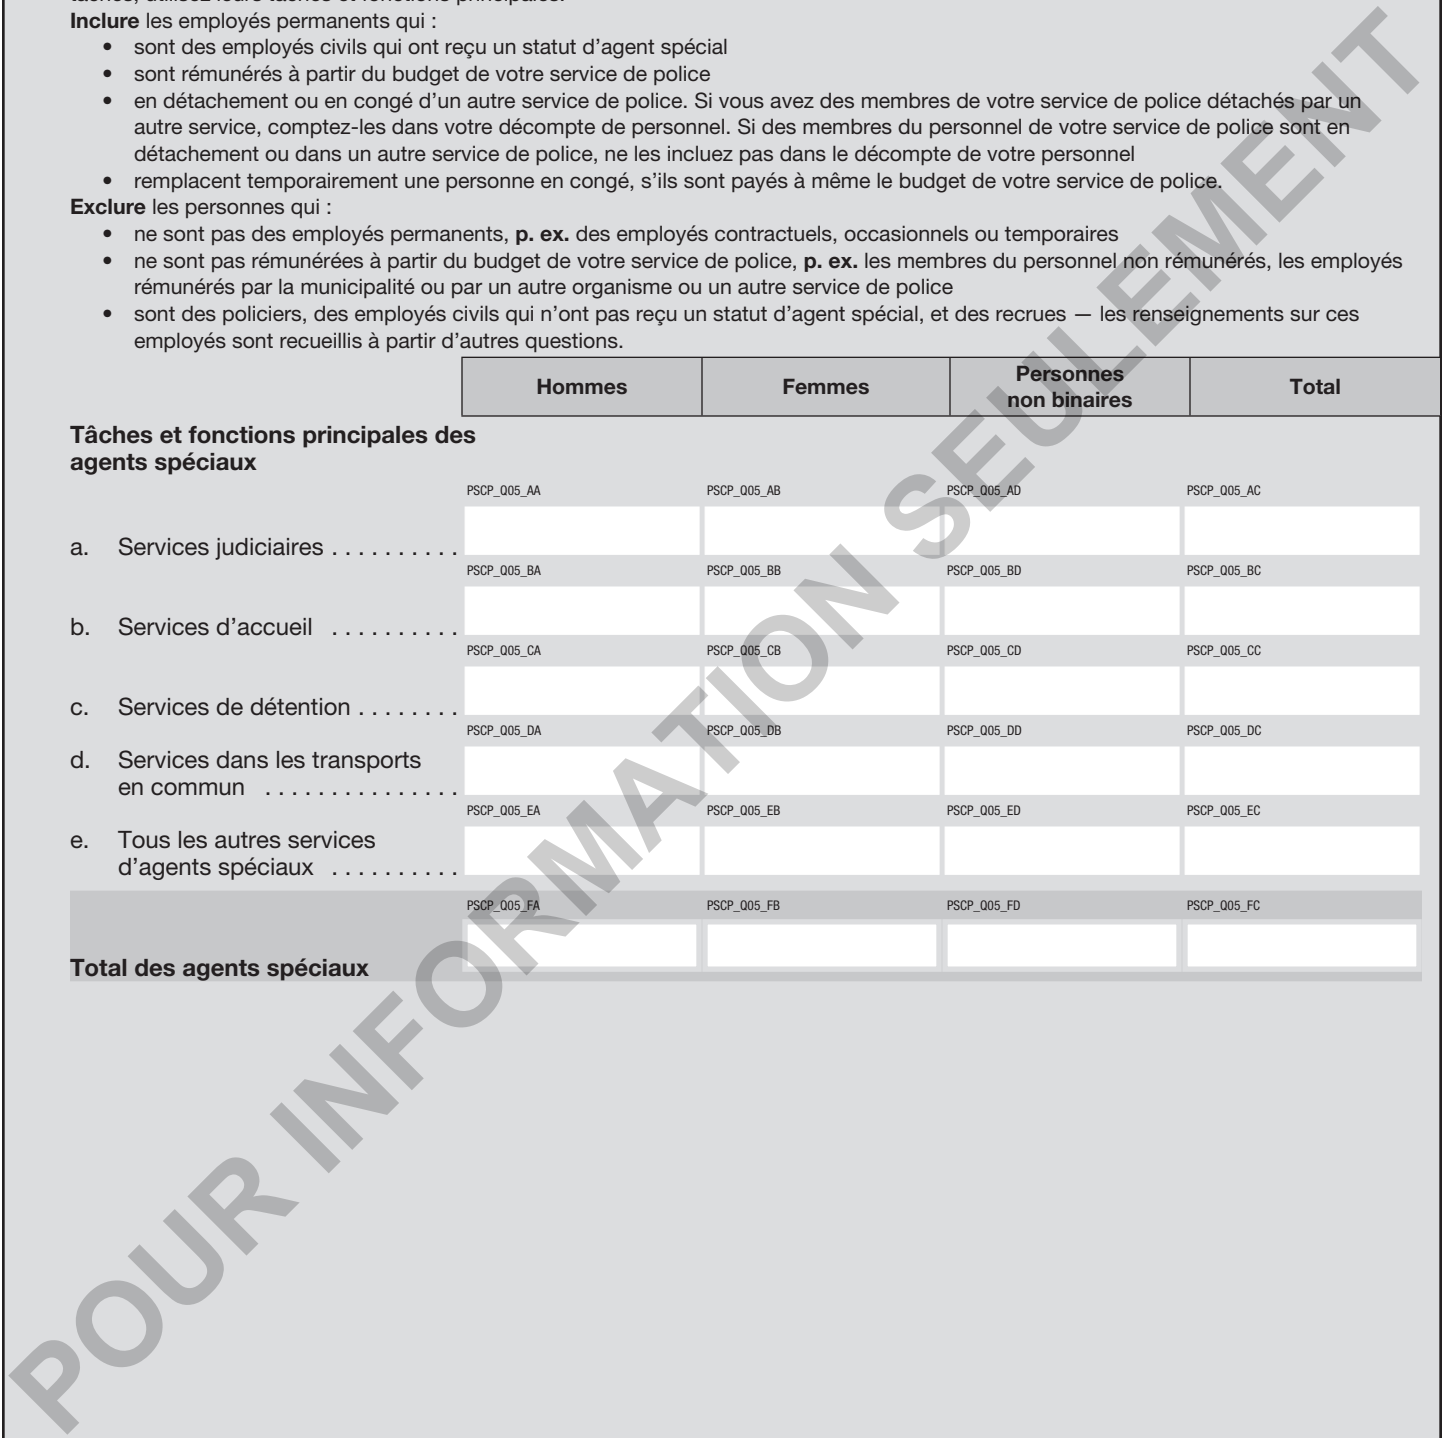 tâches, utilisez leurs tâches et fonctions principales.
Inclure les employés permanents qui :
• sont des employés civils qui ont reçu un statut d'agent spécial
• sont rémunérés à partir du budget de votre service de police
• en détachement ou en congé d'un autre service de police. Si vous avez des membres de votre service de police détachés par un
autre service, comptez-les dans votre décompte de personnel. Si des membres du personnel de votre service de police sont en
détachement ou dans un autre service de police, ne les incluez pas dans le décompte de votre personnel
• remplacent temporairement une personne en congé, s'ils sont payés à même le budget de votre service de police.
Exclure les personnes qui :
• ne sont pas des employés permanents, p. ex. des employés contractuels, occasionnels ou temporaires
• ne sont pas rémunérées à partir du budget de votre service de police, p. ex. les membres du personnel non rémunérés, les employés
rémunérés par la municipalité ou par un autre organisme ou un autre service de police
• sont des policiers, des employés civils qui n'ont pas reçu un statut d'agent spécial, et des recrues — les renseignements sur ces
employés sont recueillis à partir d'autres questions.
Hommes Femmes Personnes non binaires Total
Tâches et fonctions principales des
agents spéciaux
PSCP_Q05_AA PSCP_Q05_AB PSCP_Q05_AD PSCP_Q05_AC
a. Services judiciaires . . . . . . . . . .
PSCP_Q05_BA PSCP_Q05_BB PSCP_Q05_BD PSCP_Q05_BC
b. Services d'accueil . . . . . . . . . .
PSCP_Q05_CA PSCP_Q05_CB PSCP_Q05_CD PSCP_Q05_CC
c. Services de détention . . . . . . . .
PSCP_Q05_DA PSCP_Q05_DB PSCP_Q05_DD PSCP_Q05_DC
d. Services dans les transports
en commun . . . . . . . . . . . . . . .
PSCP_Q05_EA PSCP_Q05_EB PSCP_Q05_ED PSCP_Q05_EC
e. Tous les autres services
d'agents spéciaux . . . . . . . . . .
PSCP_Q05_FA PSCP_Q05_FB PSCP_Q05_FD PSCP_Q05_FC
Total des agents spéciaux
POUR INFORMATION SEULEMENT